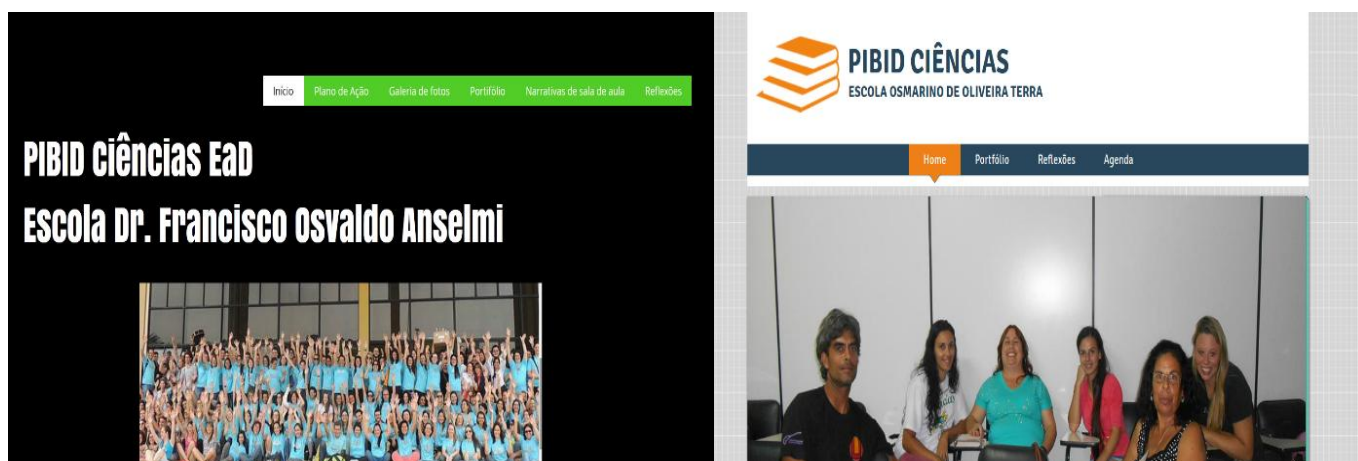 Início Plano de Ação Galeria de fotos Portifólio Narrativas de sala de aula Reflexões
PIBID Ciências EaD
Escola Dr. Francisco Osvaldo Anselmi
PIBID CIÊNCIAS
ESCOLA OSMARINO DE OLIVEIRA TERRA
Home Portfólio Reflexões Agenda